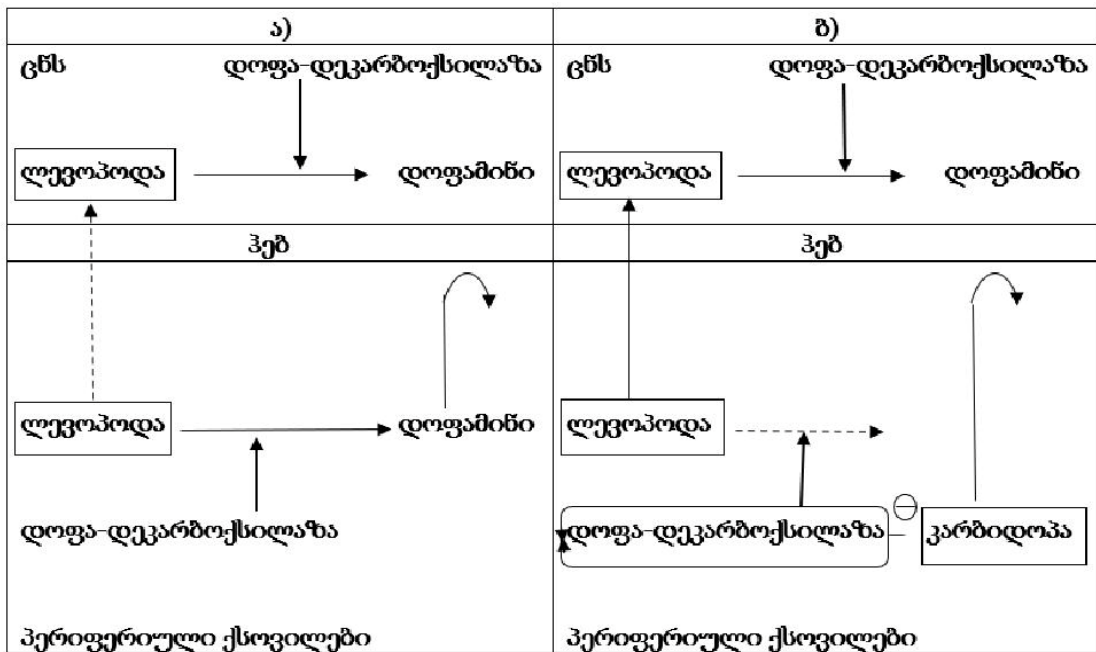 ა)
ცნს დოფა-დეკარბოქსილაზა
ლევოპოდა დოფამინი
ჰებ
ლევოპოდა დოფამინი
დოფა-დეკარბოქსილაზა
პერიფერიული ქსოვილები
ბ)
ცნს დოფა-დეკარბოქსილაზა
ლევოპოდა დოფამინი
ჰებ
ლევოპოდა
დოფა-დეკარბოქსილაზა კარბიდოპა
პერიფერიული ქსოვილები